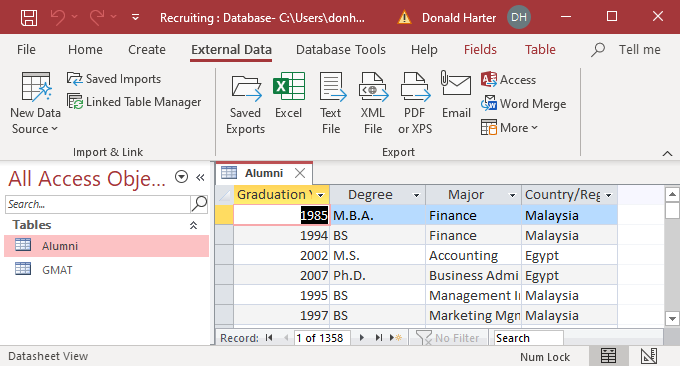 Recruiting : Database- C:\Users\donh... Donald Harter DH
File Home Create External Data Database Tools Help Fields Table Tell me
New Data Source
Saved Imports
Linked Table Manager
Import & Link
Saved Exports
Excel
Text File
XML File
PDF or XPS
Email
Access
Word Merge
More
Export
All Access Obje...
Search...
Tables
Alumni
GMAT
Alumni
Graduation Degree Major Country/Reg
1985 M.B.A. Finance Malaysia
1994 BS Finance Malaysia
2002 M.S. Accounting Egypt
2007 Ph.D. Business Admi Egypt
1995 BS Management I Malaysia
1997 BS Marketing Mgn Malaysia
Record: 1 of 1358 No Filter Search
Datasheet View Num Lock